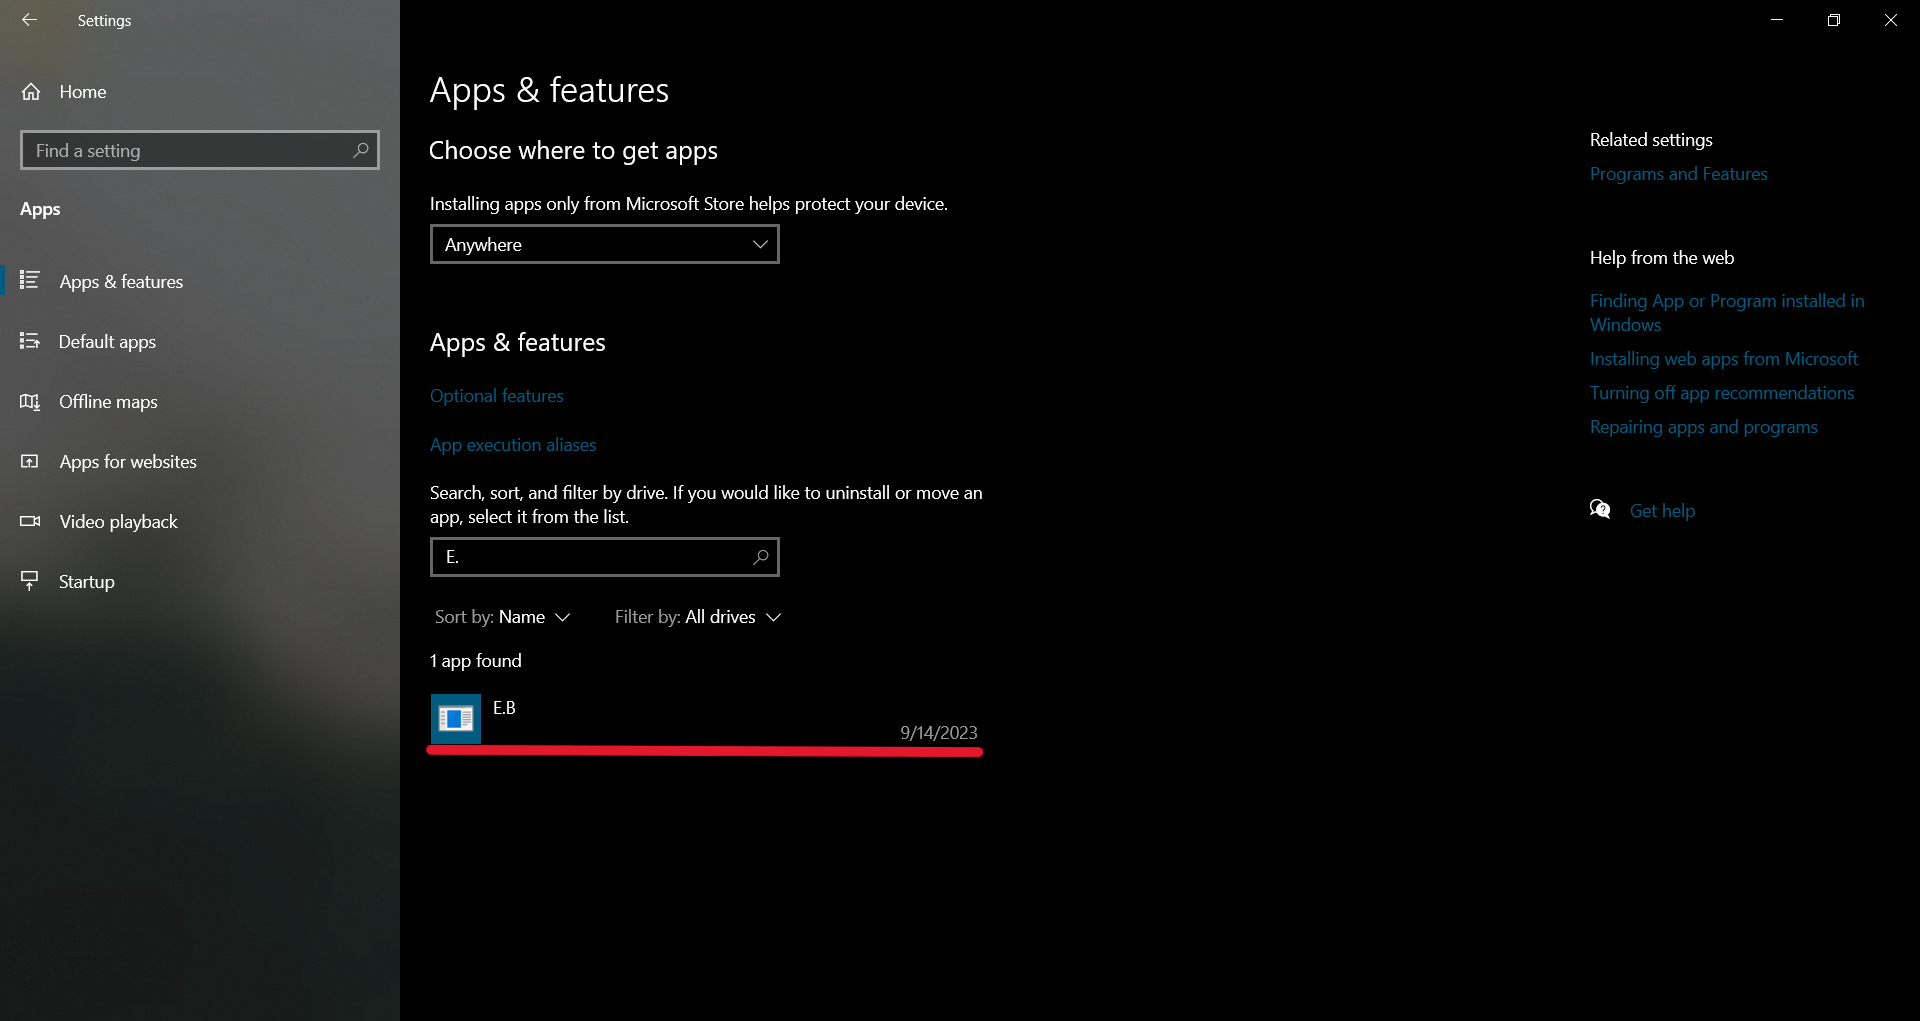 Settings
Home
Find a setting
Apps
Apps & features
Default apps
Offline maps
Apps for websites
Video playback
Startup
Apps & features
Choose where to get apps
Installing apps only from Microsoft Store helps protect your device.
Anywhere
Apps & features
Optional features
App execution aliases
Search, sort, and filter by drive. If you would like to uninstall or move an
app, select it from the list.
E.
Sort by: Name
Filter by: All drives
1 app found
E.B
9/14/2023
Related settings
Programs and Features
Help from the web
Finding App or Program installed in
Windows
Installing web apps from Microsoft
Turning off app recommendations
Repairing apps and programs
Get help